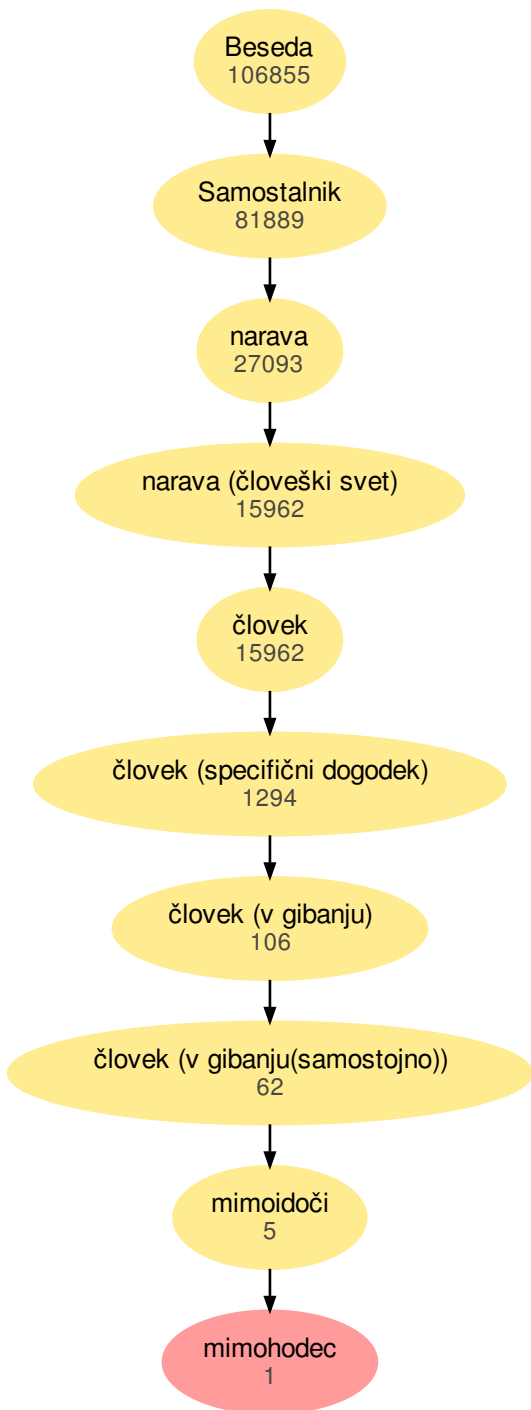 Beseda
106855
Samostalnik
81889
narava
27093
narava (človeški svet)
15962
človek
15962
človek (specifični dogodek)
1294
človek (v gibanju)
106
človek (v gibanju(samostojno))
62
mimoidoči
5
mimohodec
1